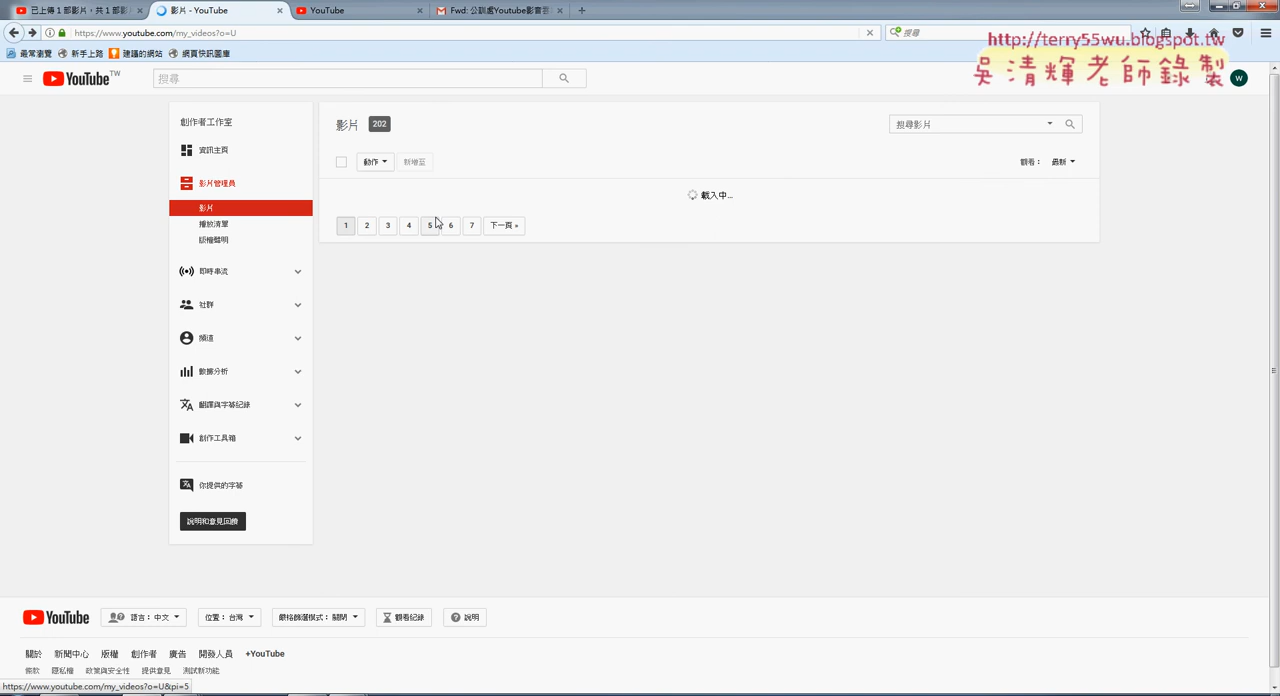 已上傳 1 部影片，共 1 部影片
影片 - YouTube
YouTube
Fwd: 公訓處Youtube影音
https://www.youtube.com/my_videos?o=U
搜尋
最常瀏覽
新手上路
建議的網站
網頁快訊圖庫
http://terry55wu.blogspot.tw
吳清輝老師錄製
YouTube TW
搜尋
W
創作者工作室
資訊主頁
影片管理員
影片
播放清單
版權聲明
即時串流
社群
頻道
數據分析
翻譯與字幕紀錄
創作工具箱
你提供的字幕
說明和意見回饋
影片 202
搜尋影片
動作
新增至
觀看： 最新
載入中...
1 2 3 4 5 6 7 下一頁 »
YouTube
語言： 中文
位置： 台灣
嚴格篩選模式： 關閉
觀看紀錄
說明
關於 新聞中心 版權 創作者 廣告 開發人員 +YouTube
條款 隱私權 政策與安全性 提供意見 測試新功能
https://www.youtube.com/my_videos?o=U&pi=5